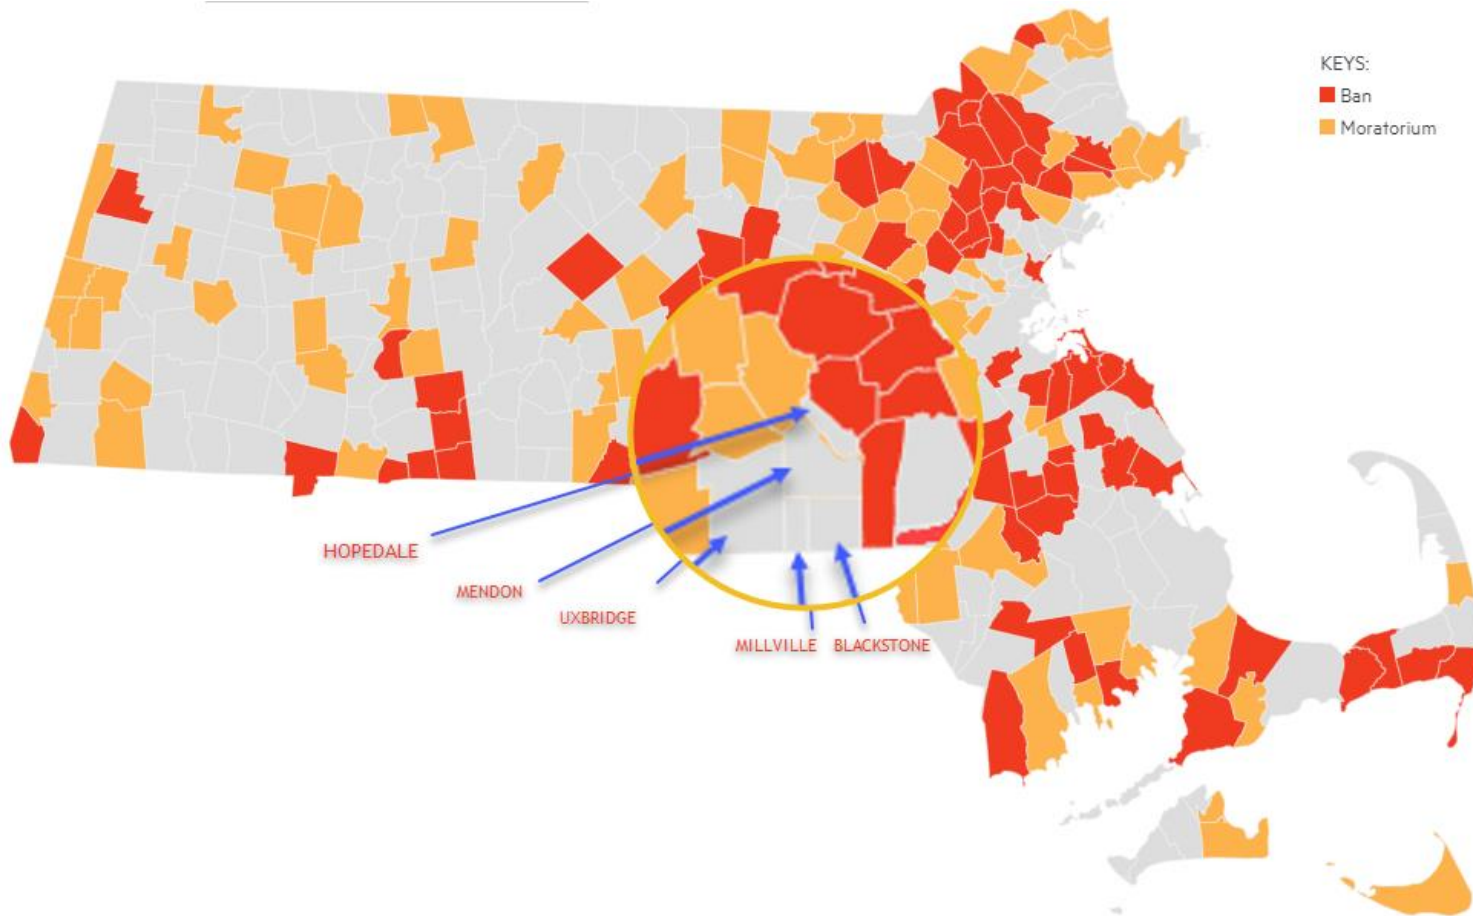 KEYS:
Ban
Moratorium
HOPEDALE
MENDON
UXBRIDGE
MILLVILLE
BLACKSTONE